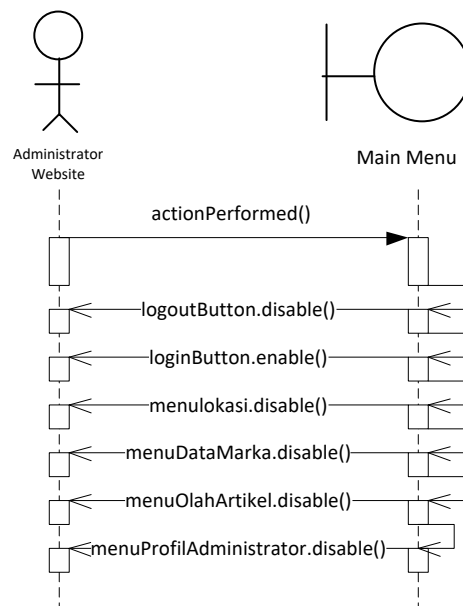 Administrator
Website
Main Menu
actionPerformed()
logoutButton.disable()
loginButton.enable()
menulokasi.disable()
menuDataMarka.disable()
menuOlahArtikel.disable()
menuProfilAdministrator.disable()